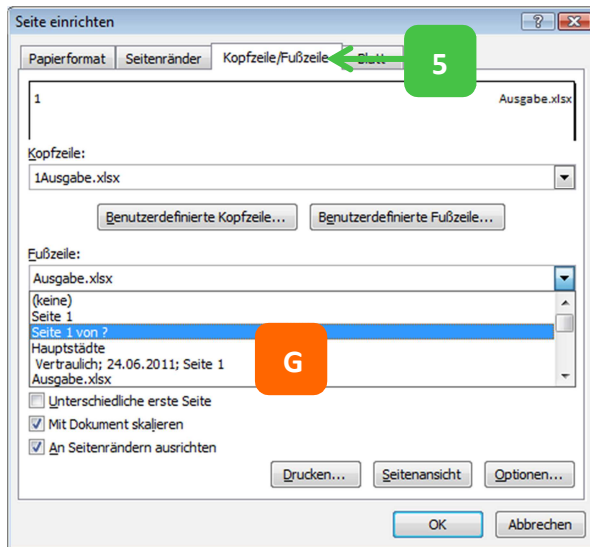 Seite einrichten
Papierformat Seitenränder Kopfzeile/Fußzeile Blatt 5
1 Ausgabe.xlsx
Kopfzeile:
1Ausgabe.xlsx
Benutzerdefinierte Kopfzeile... Benutzerdefinierte Fußzeile...
Fußzeile:
Ausgabe.xlsx
(keine)
Seite 1
Seite 1 von ?
Hauptstädte
Vertraulich; 24.06.2011; Seite 1
Ausgabe.xlsx
G
Unterschiedliche erste Seite
Mit Dokument skalieren
An Seitenrändern ausrichten
Drucken... Seitenansicht Optionen...
OK Abbrechen